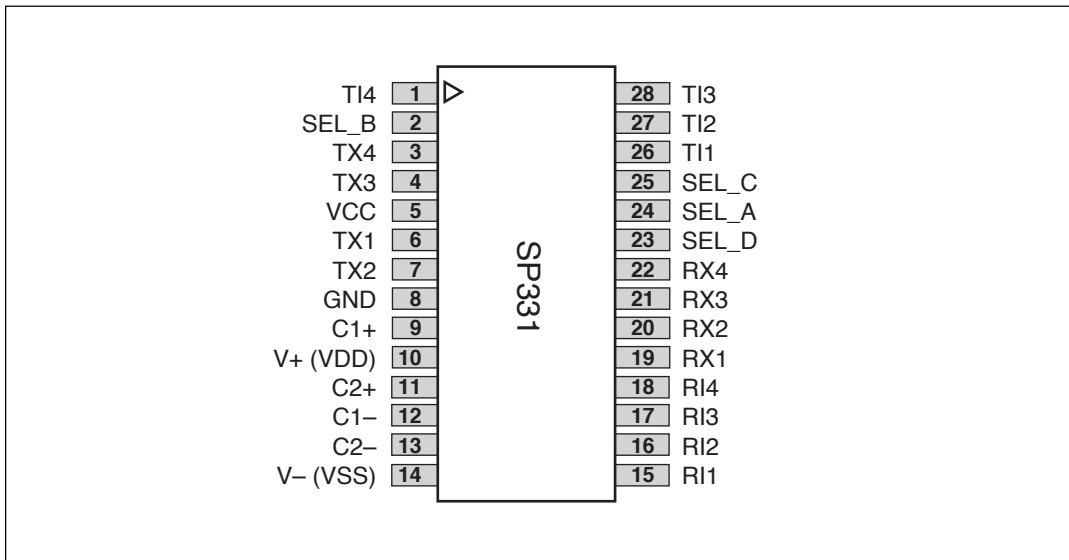 TI4 1 28 TI3
SEL_B 2 27 TI2
TX4 3 26 TI1
TX3 4 25 SEL_C
VCC 5 24 SEL_A
TX1 6 23 SEL_D
TX2 7 22 RX4
GND 8 21 RX3
C1+ 9 20 RX2
V+ (VDD) 10 19 RX1
C2+ 11 18 RI4
C1– 12 17 RI3
C2– 13 16 RI2
V– (VSS) 14 15 RI1
SP331